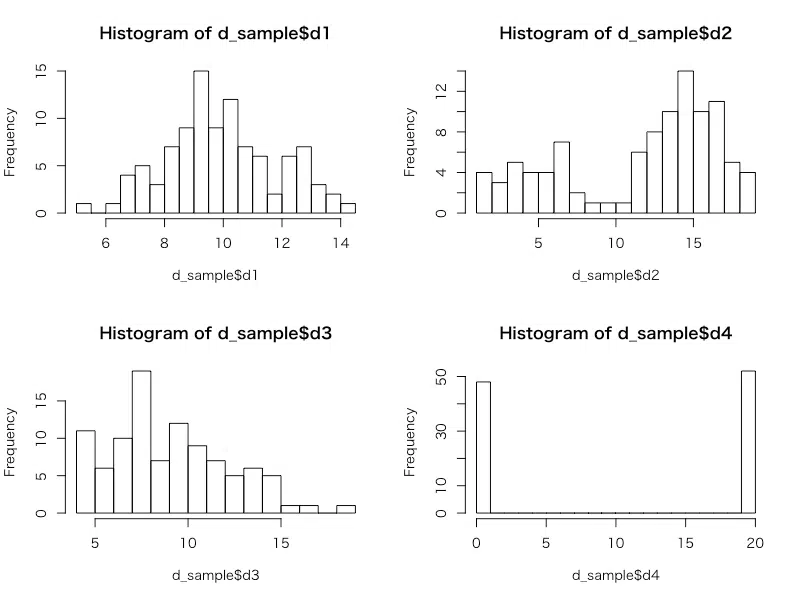 Histogram of d_sample$d1
Frequency
0 5 10 15
6 8 10 12 14
d_sample$d1
Histogram of d_sample$d2
Frequency
0 4 8 12
5 10 15
d_sample$d2
Histogram of d_sample$d3
Frequency
0 5 10 15
5 10 15
d_sample$d3
Histogram of d_sample$d4
Frequency
0 10 30 50
0 5 10 15 20
d_sample$d4